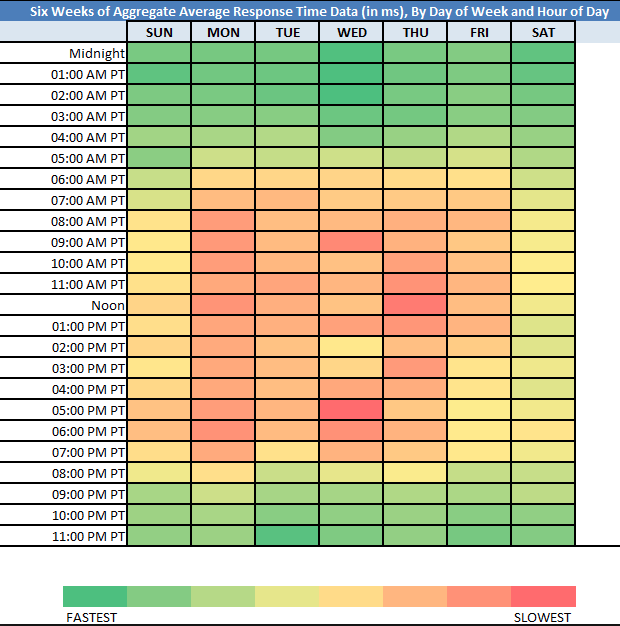 Six Weeks of Aggregate Average Response Time Data (in ms), By Day of Week and Hour of Day
SUN MON TUE WED THU FRI SAT
Midnight
01:00 AM PT
02:00 AM PT
03:00 AM PT
04:00 AM PT
05:00 AM PT
06:00 AM PT
07:00 AM PT
08:00 AM PT
09:00 AM PT
10:00 AM PT
11:00 AM PT
Noon
01:00 PM PT
02:00 PM PT
03:00 PM PT
04:00 PM PT
05:00 PM PT
06:00 PM PT
07:00 PM PT
08:00 PM PT
09:00 PM PT
10:00 PM PT
11:00 PM PT
FASTEST SLOWEST